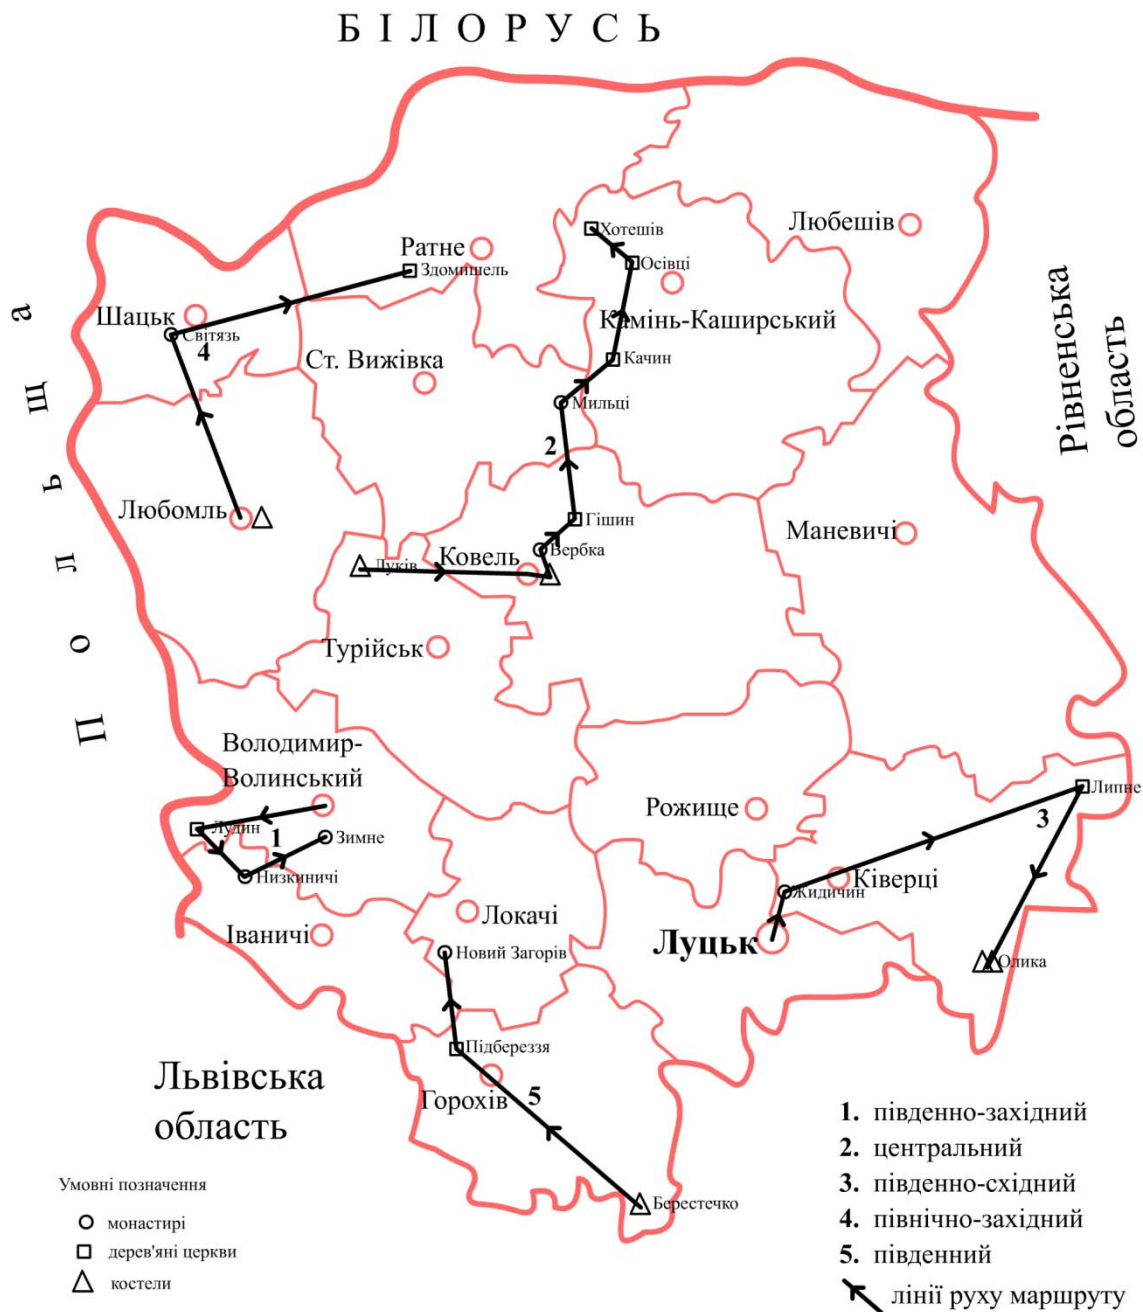 БІЛОРУСЬ
Хотешів
Любешів
Ратне
Осівці
Здомишель
Рівненська
область
Польща
Шацьк
Світязь
4
Камінь-Каширський
Ст. Вижівка
Качин
Мильці
2
Любомль
Гішин
Маневичі
Вербка
Ковель
Луків
Турійськ
Володимир-
Волинський
Липне
Рожище
3
Лудин
1
Зимне
Низкиничі
Ківерці
Жидичин
Локачі
Іваничі
Луцьк
Новий Загорів
Олика
Підбереззя
Львівська
область
Горохів
5
Берестечко
Умовні позначення
монастирі
дерев'яні церкви
костели
1. південно-західний
2. центральний
3. південно-східний
4. північно-західний
5. південний
лінії руху маршруту